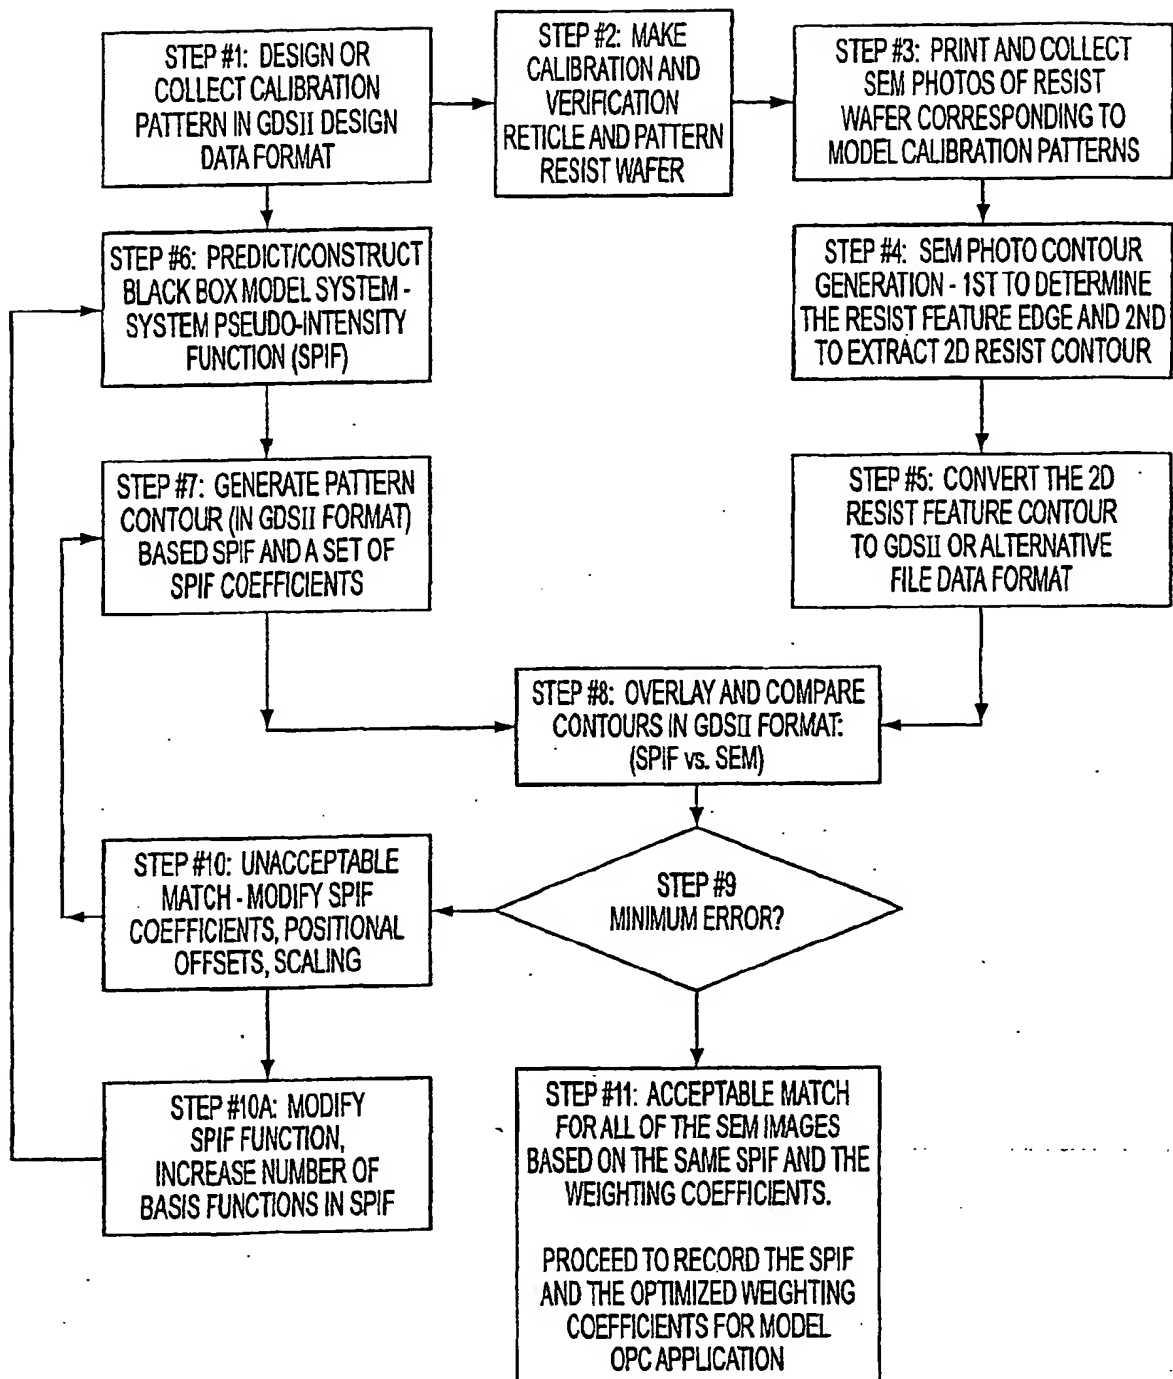 STEP #1: DESIGN OR
COLLECT CALIBRATION
PATTERN IN GDSII DESIGN
DATA FORMAT
STEP #2: MAKE
CALIBRATION AND
VERIFICATION
RETICLE AND PATTERN
RESIST WAFER
STEP #3: PRINT AND COLLECT
SEM PHOTOS OF RESIST
WAFER CORRESPONDING TO
MODEL CALIBRATION PATTERNS
STEP #6: PREDICT/CONSTRUCT
BLACK BOX MODEL SYSTEM -
SYSTEM PSEUDO-INTENSITY
FUNCTION (SPIF)
STEP #4: SEM PHOTO CONTOUR
GENERATION - 1ST TO DETERMINE
THE RESIST FEATURE EDGE AND 2ND
TO EXTRACT 2D RESIST CONTOUR
STEP #7: GENERATE PATTERN
CONTOUR (IN GDSII FORMAT)
BASED SPIF AND A SET OF
SPIF COEFFICIENTS
STEP #5: CONVERT THE 2D
RESIST FEATURE CONTOUR
TO GDSII OR ALTERNATIVE
FILE DATA FORMAT
STEP #8: OVERLAY AND COMPARE
CONTOURS IN GDSII FORMAT:
(SPIF vs. SEM)
STEP #10: UNACCEPTABLE
MATCH - MODIFY SPIF
COEFFICIENTS, POSITIONAL
OFFSETS, SCALING
STEP #9
MINIMUM ERROR?
STEP #10A: MODIFY
SPIF FUNCTION,
INCREASE NUMBER OF
BASIS FUNCTIONS IN SPIF
STEP #11: ACCEPTABLE MATCH
FOR ALL OF THE SEM IMAGES
BASED ON THE SAME SPIF AND THE
WEIGHTING COEFFICIENTS.
PROCEED TO RECORD THE SPIF
AND THE OPTIMIZED WEIGHTING
COEFFICIENTS FOR MODEL
OPC APPLICATION